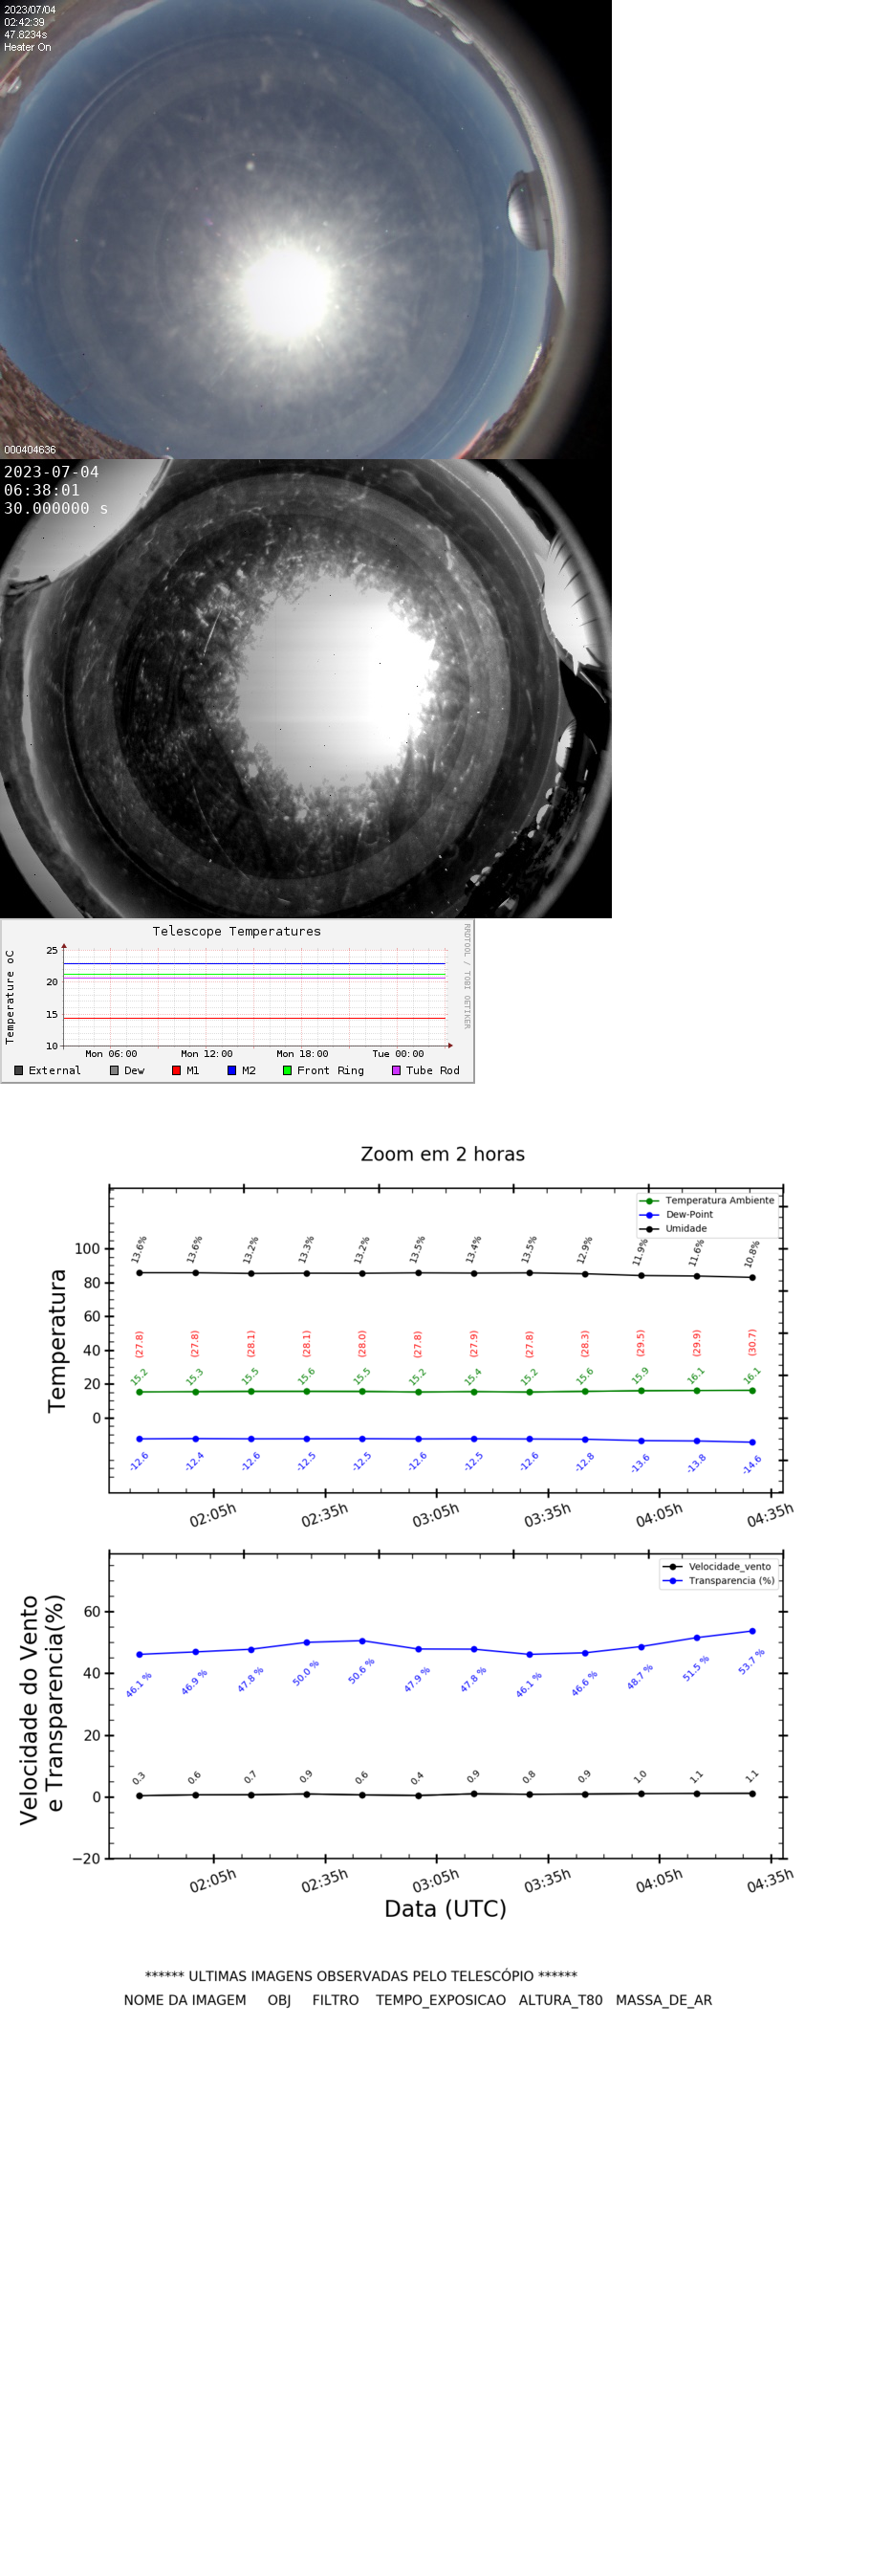 2023/07/04
02:42:39
47.8234s
Heater On
000404636
2023-07-04
06:38:01
30.000000 s
Telescope Temperatures
RRDTOOL / TOBI OETIKER
Temperature oC
25
20
15
10
Mon 06:00 Mon 12:00 Mon 18:00 Tue 00:00
External Dew M1 M2 Front Ring Tube Rod
Zoom em 2 horas
Temperatura Ambiente
Dew-Point
Umidade
Temperatura
100
80
60
40
20
0
13.6% 13.6% 13.2% 13.3% 13.2% 13.5% 13.4% 13.5% 12.9% 11.9% 11.6% 10.8%
(27.8) (27.8) (28.1) (28.1) (28.0) (27.8) (27.9) (27.8) (28.3) (29.5) (29.9) (30.7)
15.2 15.3 15.5 15.6 15.5 15.2 15.4 15.2 15.6 15.9 16.1 16.1
-12.6 -12.4 -12.6 -12.5 -12.5 -12.6 -12.5 -12.6 -12.8 -13.6 -13.8 -14.6
02:05h 02:35h 03:05h 03:35h 04:05h 04:35h
Velocidade_vento
Transparencia (%)
Velocidade do Vento
e Transparencia(%)
60
40
20
0
−20
46.1 % 46.9 % 47.8 % 50.0 % 50.6 % 47.9 % 47.8 % 46.1 % 46.6 % 48.7 % 51.5 % 53.7 %
0.3 0.6 0.7 0.9 0.6 0.4 0.9 0.8 0.9 1.0 1.1 1.1
02:05h 02:35h 03:05h 03:35h 04:05h 04:35h
Data (UTC)
****** ULTIMAS IMAGENS OBSERVADAS PELO TELESCÓPIO ******
NOME DA IMAGEM OBJ FILTRO TEMPO_EXPOSICAO ALTURA_T80 MASSA_DE_AR